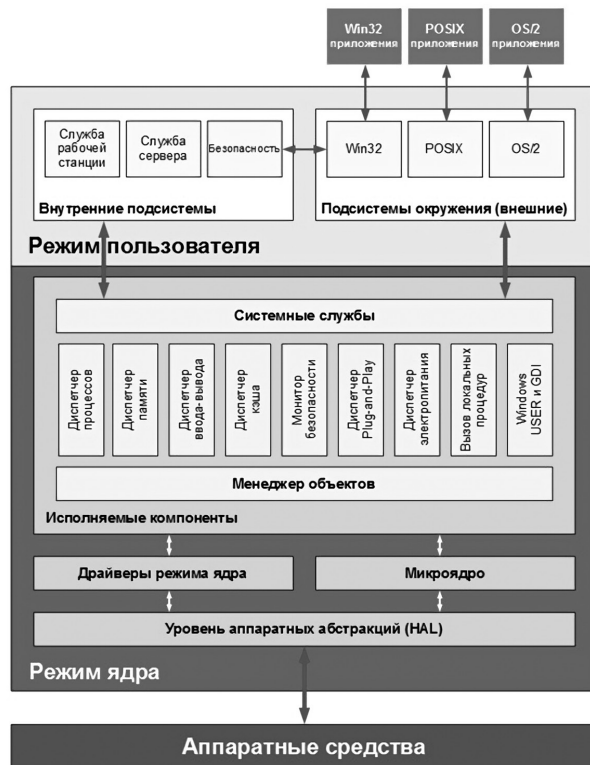 Win32
приложения
POSIX
приложения
OS/2
приложения
Служба
рабочей
станции
Служба
сервера
Безопасность
Win32
POSIX
OS/2
Внутренние подсистемы
Подсистемы окружения (внешние)
Режим пользователя
Системные службы
Диспетчер
процессов
Диспетчер
памяти
Диспетчер
ввода-вывода
Диспетчер
кэша
Монитор
безопасности
Диспетчер
Plug-and-Play
Диспетчер
электропитания
Вызов локальных
процедур
Windows
USER и GDI
Менеджер объектов
Исполняемые компоненты
Драйверы режима ядра
Микроядро
Уровень аппаратных абстракций (HAL)
Режим ядра
Аппаратные средства